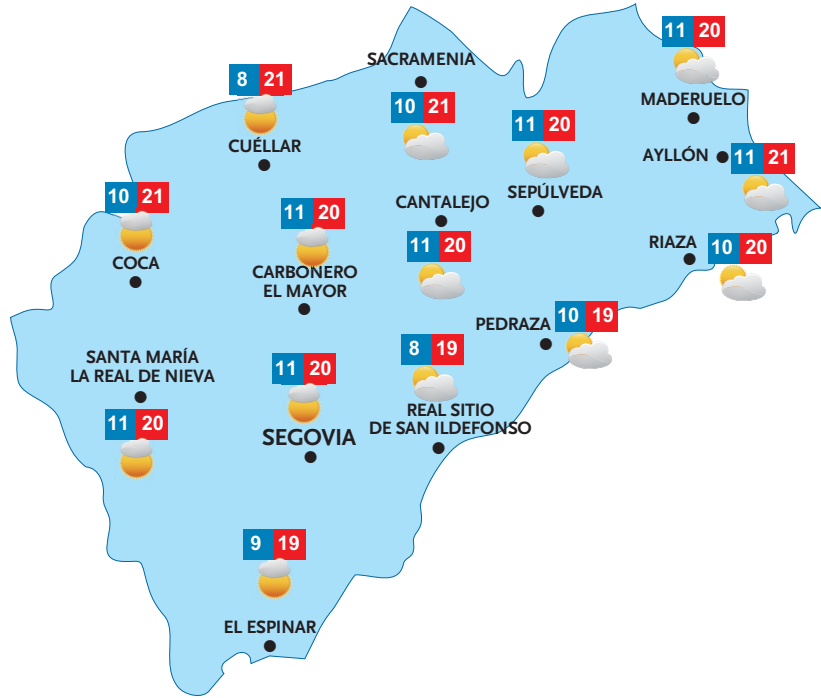 11 20
MADERUELO
SACRAMENIA
10 21
8 21
CUÉLLAR
11 20
SEPÚLVEDA
AYLLÓN
11 21
10 21
COCA
11 20
CARBONERO
EL MAYOR
CANTALEJO
11 20
RIAZA
10 20
PEDRAZA
10 19
SANTA MARÍA
LA REAL DE NIEVA
11 20
11 20
SEGOVIA
8 19
REAL SITIO
DE SAN ILDEFONSO
9 19
EL ESPINAR